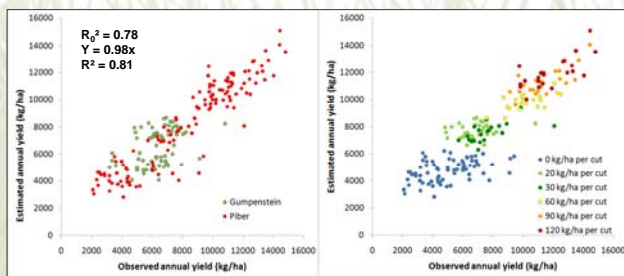 R₀² = 0.78
Y = 0.98x
R² = 0.81
Estimated annual yield (kg/ha)
16000
14000
12000
10000
8000
6000
4000
2000
0
0 2000 4000 6000 8000 10000 12000 14000 16000
Observed annual yield (kg/ha)
Gumpenstein
Piber
Estimated annual yield (kg/ha)
16000
14000
12000
10000
8000
6000
4000
2000
0
0 2000 4000 6000 8000 10000 12000 14000 16000
Observed annual yield (kg/ha)
0 kg/ha per cut
20 kg/ha per cut
30 kg/ha per cut
60 kg/ha per cut
90 kg/ha per cut
120 kg/ha per cut